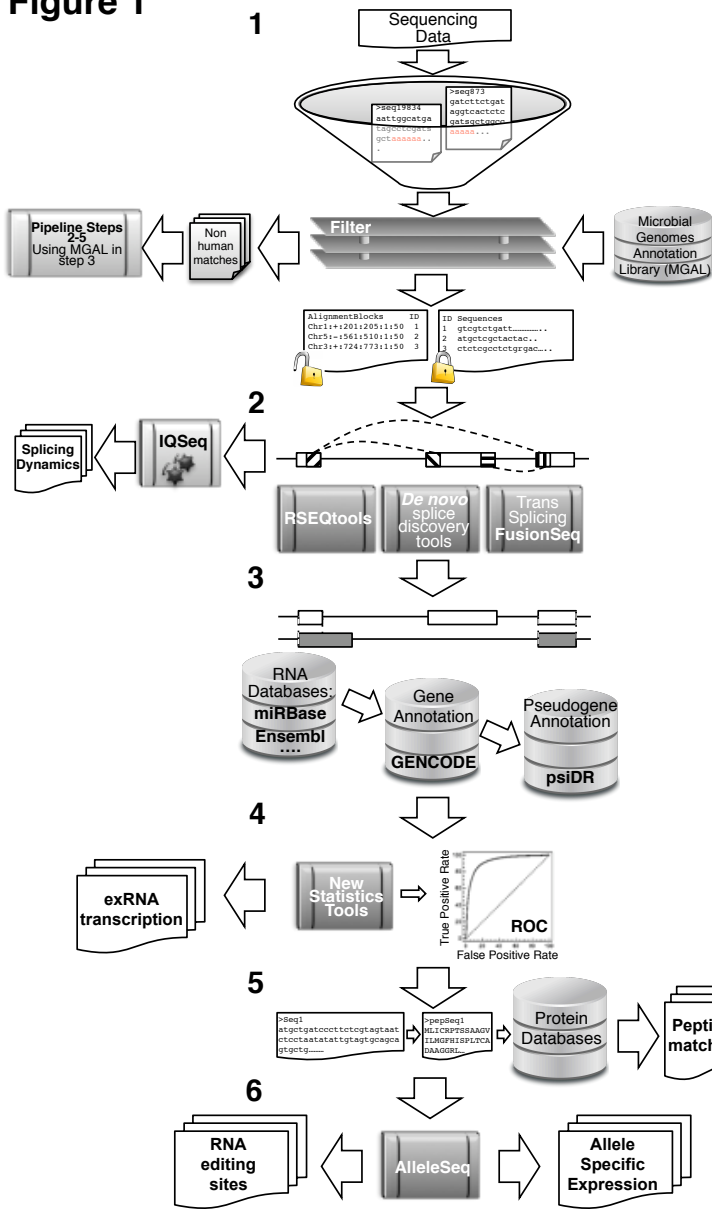 Figure 1
1
Sequencing
Data
>seq19834
aattggcatga
tagcctcgata
gctaaaaaa..
.
>seq873
gatcttctgat
aggtcactctc
gatsgctggcc
aaaaa...
Filter
Pipeline Steps
2-5
Using MGAL in
step 3
Non
human
matches
Microbial
Genomes
Annotation
Library (MGAL)
AlignmentBlocks ID
Chr1:+:201:205:1:50 1
Chr5:-:561:510:1:50 2
Chr3:+:724:773:1:50 3
ID Sequences
1 gtcgtctgatt……………..
2 atgctcgctactac..
3 ctctcgcctctgrgac…..
2
Splicing
Dynamics
IQSeq
RSEQtools
De novo
splice
discovery
tools
Trans
Splicing
FusionSeq
3
RNA
Databases:
miRBase
Ensembl
....
Gene
Annotation
GENCODE
Pseudogene
Annotation
psiDR
4
exRNA
transcription
New
Statistics
Tools
True Positive Rate
ROC
False Positive Rate
5
>Seq1
atgctgatcccttctcgtagtaat
ctcctaatatattgtagtgcagca
gtgctg………
>pepSeq1
MLICRPTSSAAGV
ILMGFHISPLTCA
DAAGGRL…
Protein
Databases
Pepti
match
6
RNA
editing
sites
AlleleSeq
Allele
Specific
Expression